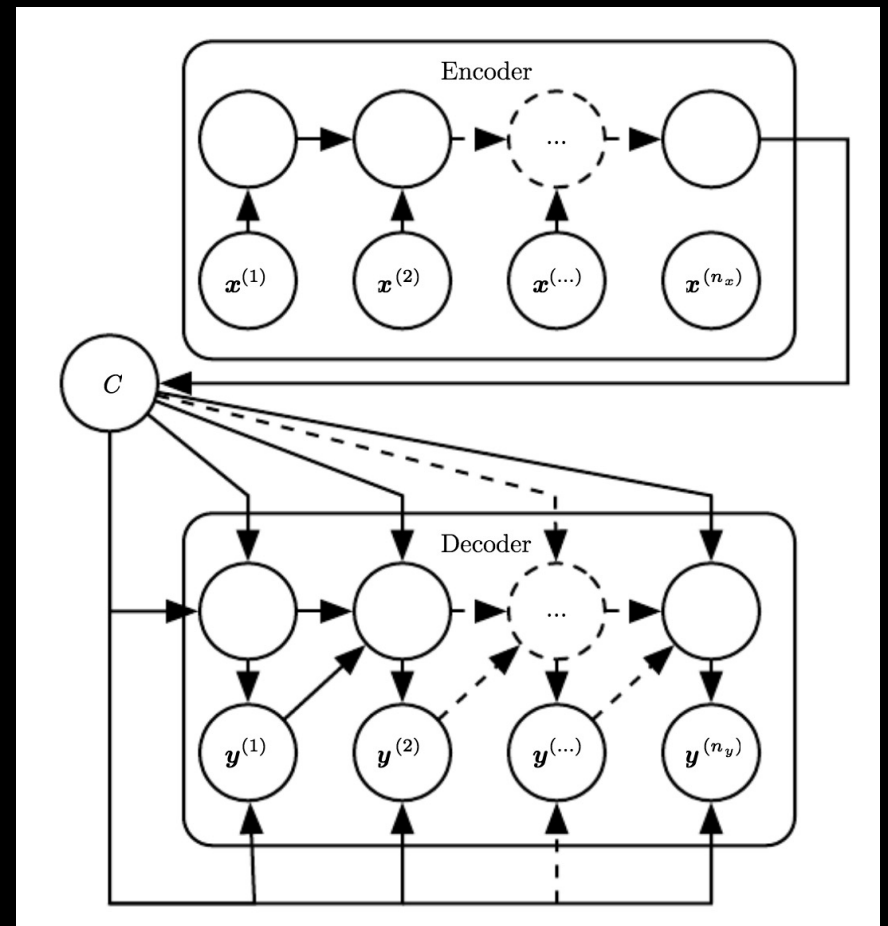 Encoder
...
x^(1) x^(2) x^(...) x^(n_x)
C
Decoder
...
y^(1) y^(2) y^(...) y^(n_y)